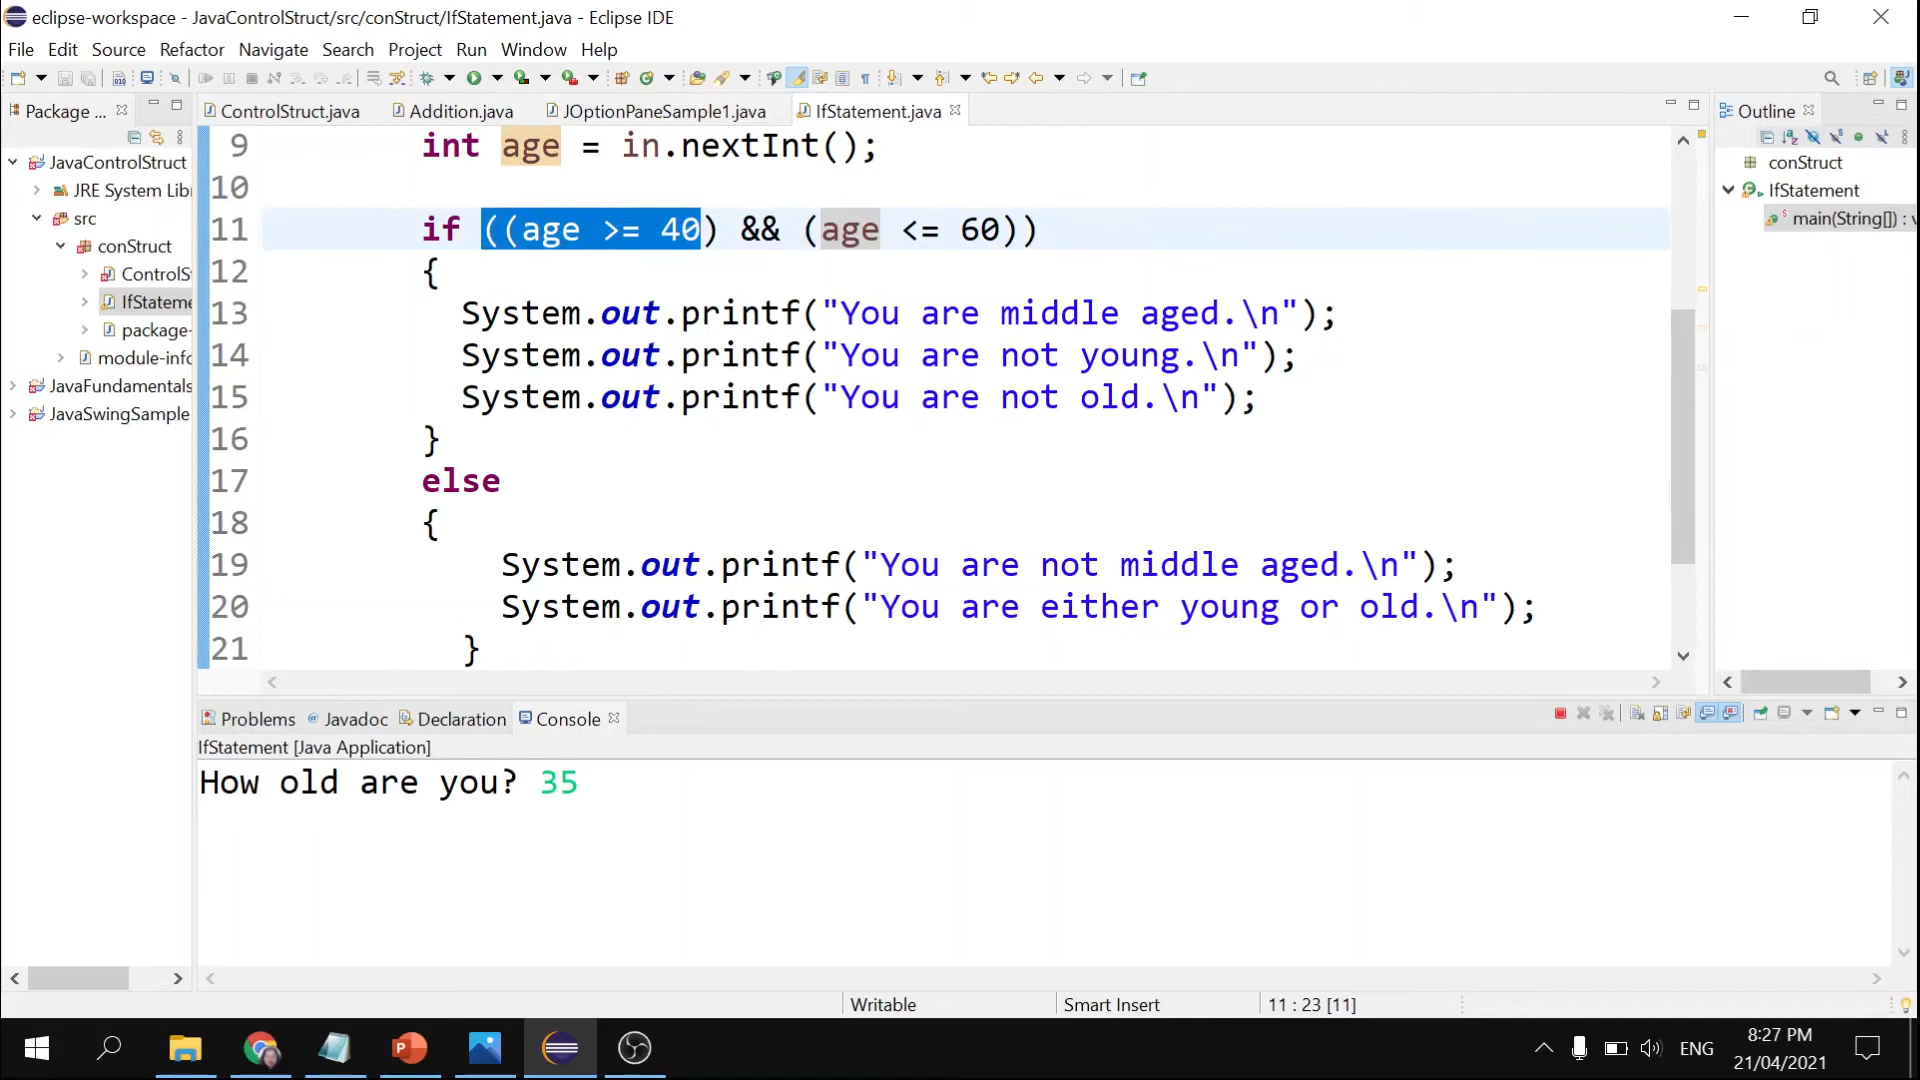 eclipse-workspace - JavaControlStruct/src/conStruct/IfStatement.java - Eclipse IDE
File Edit Source Refactor Navigate Search Project Run Window Help
Package ...
ControlStruct.java Addition.java JOptionPaneSample1.java IfStatement.java
Outline
JavaControlStruct
JRE System Lib
src
conStruct
ControlS
IfStateme
package-
module-info
JavaFundamentals
JavaSwingSample
9 int age = in.nextInt();
10
11 if ((age >= 40) && (age <= 60))
12 {
13 System.out.printf("You are middle aged.\n");
14 System.out.printf("You are not young.\n");
15 System.out.printf("You are not old.\n");
16 }
17 else
18 {
19 System.out.printf("You are not middle aged.\n");
20 System.out.printf("You are either young or old.\n");
21 }
conStruct
IfStatement
main(String[]) : v
Problems Javadoc Declaration Console
IfStatement [Java Application]
How old are you? 35
Writable Smart Insert 11 : 23 [11]
ENG
8:27 PM
21/04/2021